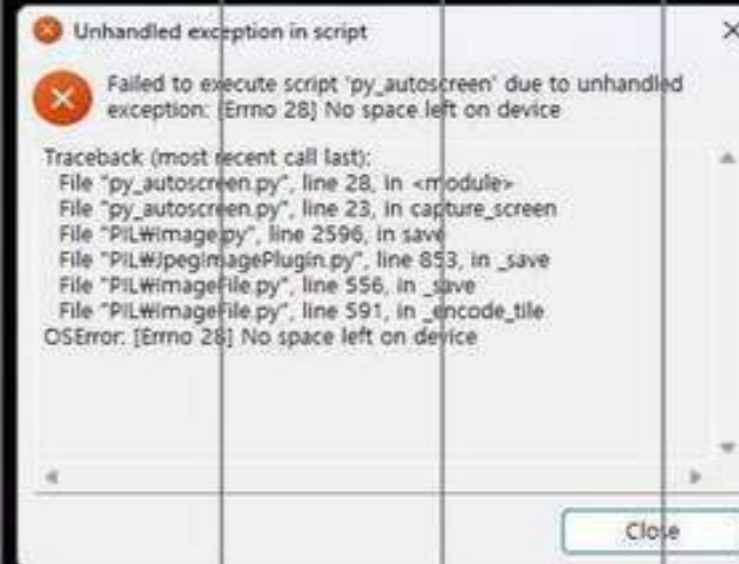 Unhandled exception in script
Failed to execute script 'py_autoscreen' due to unhandled
exception: [Errno 28] No space left on device
Traceback (most recent call last):
File "py_autoscreen.py", line 28, in <module>
File "py_autoscreen.py", line 23, in capture_screen
File "PIL₩Image.py", line 2596, in save
File "PIL₩JpegImagePlugin.py", line 853, in _save
File "PIL₩ImageFile.py", line 556, in _save
File "PIL₩ImageFile.py", line 591, in _encode_tile
OSError: [Errno 28] No space left on device
Close